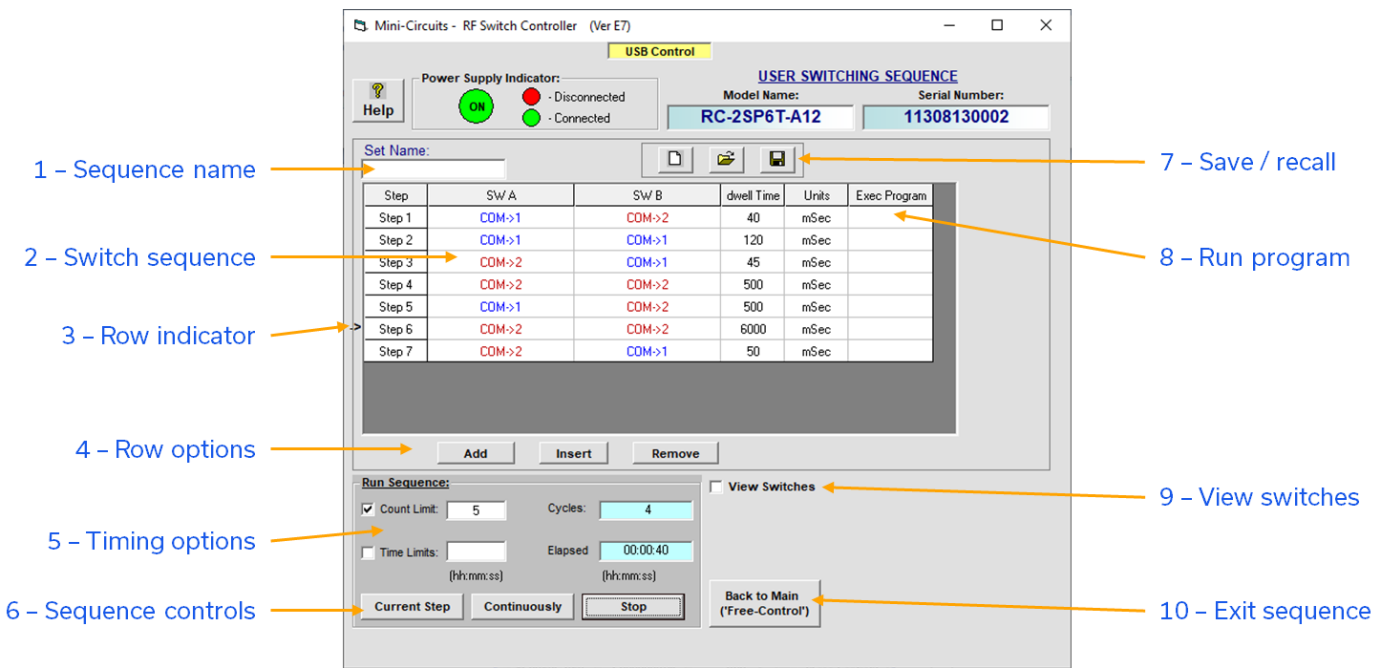 Mini-Circuits - RF Switch Controller (Ver E7)
USB Control
Help
Power Supply Indicator:
ON
- Disconnected
- Connected
USER SWITCHING SEQUENCE
Model Name: Serial Number:
RC-2SP6T-A12 11308130002
1 – Sequence name
Set Name:
7 – Save / recall
Step SW A SW B dwell Time Units Exec Program
Step 1 COM->1 COM->2 40 mSec
Step 2 COM->1 COM->1 120 mSec
2 – Switch sequence
Step 3 COM->2 COM->1 45 mSec
8 – Run program
Step 4 COM->2 COM->2 500 mSec
Step 5 COM->1 COM->2 500 mSec
3 – Row indicator
-> Step 6 COM->2 COM->2 6000 mSec
Step 7 COM->2 COM->1 50 mSec
4 – Row options
Add Insert Remove
Run Sequence:
View Switches
9 – View switches
Count Limit: 5 Cycles: 4
5 – Timing options
Time Limits: Elapsed 00:00:40
(hh:mm:ss) (hh:mm:ss)
6 – Sequence controls
Current Step Continuously Stop
Back to Main
('Free-Control')
10 – Exit sequence